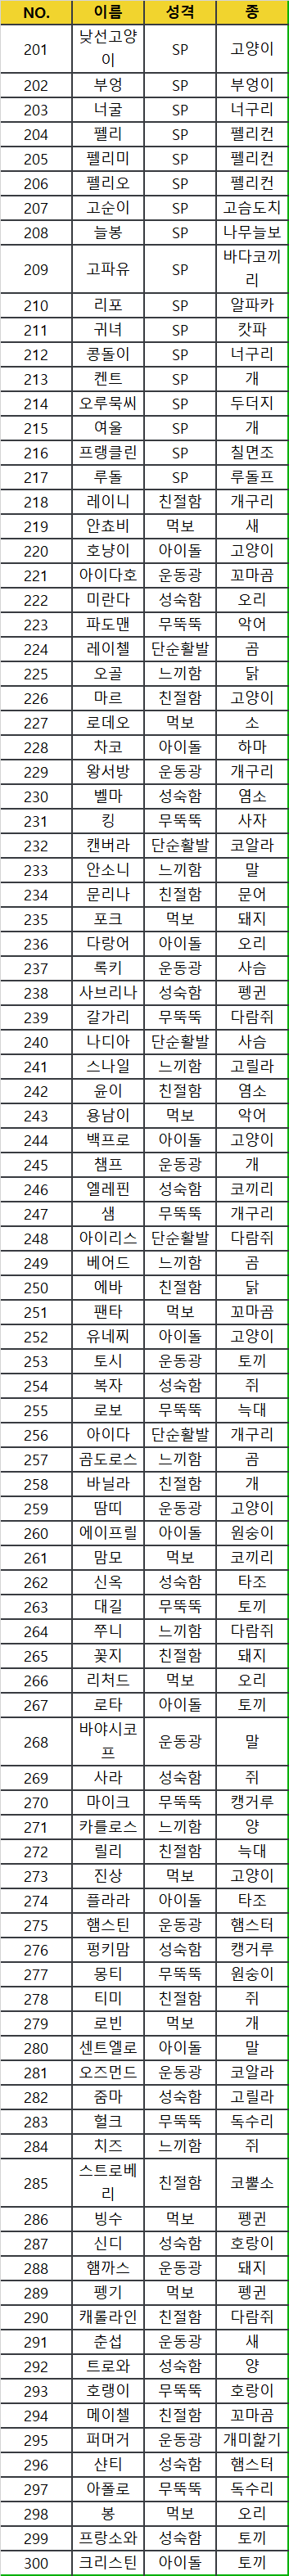 NO. 이름 성격 종
201 낯선고양이 SP 고양이
202 부엉 SP 부엉이
203 너굴 SP 너구리
204 펠리 SP 펠리컨
205 펠리미 SP 펠리컨
206 펠리오 SP 펠리컨
207 고순이 SP 고슴도치
208 늘봉 SP 나무늘보
209 고파유 SP 바다코끼리
210 리포 SP 알파카
211 귀녀 SP 캇파
212 콩돌이 SP 너구리
213 켄트 SP 개
214 오루묵씨 SP 두더지
215 여울 SP 개
216 프랭클린 SP 칠면조
217 루돌 SP 루돌프
218 레이니 친절함 개구리
219 안쵸비 먹보 새
220 호냥이 아이돌 고양이
221 아이다호 운동광 꼬마곰
222 미란다 성숙함 오리
223 파도맨 무뚝뚝 악어
224 레이첼 단순활발 곰
225 오골 느끼함 닭
226 마르 친절함 고양이
227 로데오 먹보 소
228 차코 아이돌 하마
229 왕서방 운동광 개구리
230 벨마 성숙함 염소
231 킹 무뚝뚝 사자
232 캔버라 단순활발 코알라
233 안소니 느끼함 말
234 문리나 친절함 문어
235 포크 먹보 돼지
236 다랑어 아이돌 오리
237 록키 운동광 사슴
238 사브리나 성숙함 펭귄
239 갈가리 무뚝뚝 다람쥐
240 나디아 단순활발 사슴
241 스나일 느끼함 고릴라
242 윤이 친절함 염소
243 용남이 먹보 악어
244 백프로 아이돌 고양이
245 챔프 운동광 개
246 엘레핀 성숙함 코끼리
247 샘 무뚝뚝 개구리
248 아이리스 단순활발 다람쥐
249 베어드 느끼함 곰
250 에바 친절함 닭
251 팬타 먹보 꼬마곰
252 유네찌 아이돌 고양이
253 토시 운동광 토끼
254 복자 성숙함 쥐
255 로보 무뚝뚝 늑대
256 아이다 단순활발 개구리
257 곰도로스 느끼함 곰
258 바닐라 친절함 개
259 땀띠 운동광 고양이
260 에이프릴 아이돌 원숭이
261 맘모 먹보 코끼리
262 신옥 성숙함 타조
263 대길 무뚝뚝 토끼
264 쭈니 느끼함 다람쥐
265 꽃지 친절함 돼지
266 리처드 먹보 오리
267 로타 아이돌 토끼
268 바야시코프 운동광 말
269 사라 성숙함 쥐
270 마이크 무뚝뚝 캥거루
271 카를로스 느끼함 양
272 릴리 친절함 늑대
273 진상 먹보 고양이
274 플라라 아이돌 타조
275 햄스틴 운동광 햄스터
276 펑키맘 성숙함 캥거루
277 몽티 무뚝뚝 원숭이
278 티미 친절함 쥐
279 로빈 먹보 개
280 센트엘로 아이돌 말
281 오즈먼드 운동광 코알라
282 줌마 성숙함 고릴라
283 헐크 무뚝뚝 독수리
284 치즈 느끼함 쥐
285 스트로베리 친절함 코뿔소
286 빙수 먹보 펭귄
287 신디 성숙함 호랑이
288 햄까스 운동광 돼지
289 펭기 먹보 펭귄
290 캐롤라인 친절함 다람쥐
291 춘섭 운동광 새
292 트로와 성숙함 양
293 호랭이 무뚝뚝 호랑이
294 메이첼 친절함 꼬마곰
295 퍼머거 운동광 개미핥기
296 샨티 성숙함 햄스터
297 아폴로 무뚝뚝 독수리
298 봉 먹보 오리
299 프랑소와 성숙함 토끼
300 크리스틴 아이돌 토끼